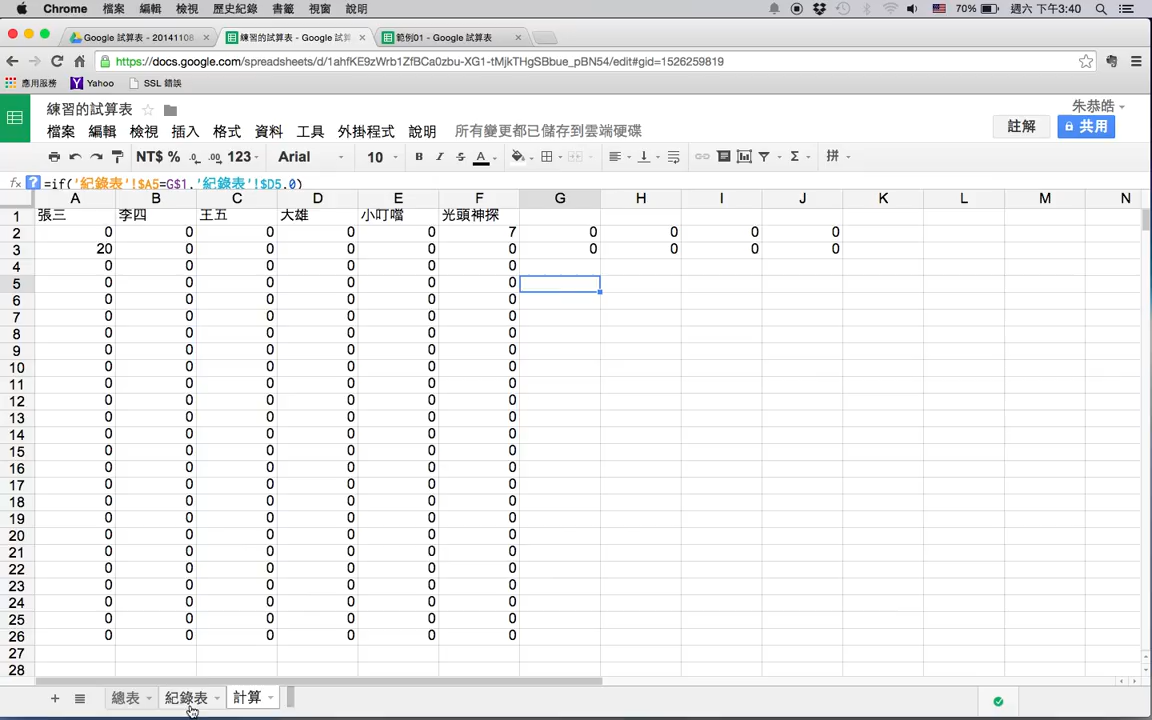 Chrome 檔案 編輯 檢視 歷史紀錄 書籤 視窗 說明 70% 週六 下午3:40
Google 試算表 - 20141108. 練習的試算表 - Google 試算 範例01 - Google 試算表
https://docs.google.com/spreadsheets/d/1ahfKE9zWrb1ZfBCa0zbu-XG1-tMjkTHgSBbue_pBN54/edit#gid=1526259819
應用服務 Yahoo SSL 錯誤
練習的試算表 朱恭皓
檔案 編輯 檢視 插入 格式 資料 工具 外掛程式 說明 所有變更都已儲存到雲端硬碟 註解 共用
NT$ % .0 .00 123 Arial 10 B I S A Σ 拼
fx ? =if('紀錄表'!$A5=G$1,'紀錄表'!$D5,0)
A B C D E F G H I J K L M N
1 張三 李四 王五 大雄 小叮噹 光頭神探
2 0 0 0 0 0 7 0 0 0 0
3 20 0 0 0 0 0 0 0 0 0
4 0 0 0 0 0 0
5 0 0 0 0 0 0
6 0 0 0 0 0 0
7 0 0 0 0 0 0
8 0 0 0 0 0 0
9 0 0 0 0 0 0
10 0 0 0 0 0 0
11 0 0 0 0 0 0
12 0 0 0 0 0 0
13 0 0 0 0 0 0
14 0 0 0 0 0 0
15 0 0 0 0 0 0
16 0 0 0 0 0 0
17 0 0 0 0 0 0
18 0 0 0 0 0 0
19 0 0 0 0 0 0
20 0 0 0 0 0 0
21 0 0 0 0 0 0
22 0 0 0 0 0 0
23 0 0 0 0 0 0
24 0 0 0 0 0 0
25 0 0 0 0 0 0
26 0 0 0 0 0 0
27
28
+ 總表 紀錄表 計算